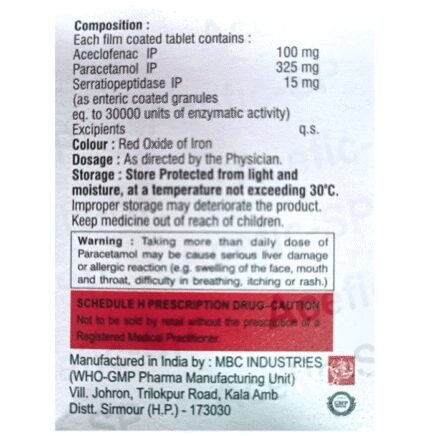 Composition :
Each film coated tablet contains :
Aceclofenac IP 100 mg
Paracetamol IP 325 mg
Serratiopeptidase IP 15 mg
(as enteric coated granules
eq. to 30000 units of enzymatic activity)
Excipients q.s.
Colour : Red Oxide of Iron
Dosage : As directed by the Physician.
Storage : Store Protected from light and
moisture, at a temperature not exceeding 30°C.
Improper storage may deteriorate the product.
Keep medicine out of reach of children.
Warning : Taking more than daily dose of
Paracetamol may be cause serious liver damage
or allergic reaction (e.g. swelling of the face, mouth
and throat, difficulty in breathing, itching or rash.)
SCHEDULE H PRESCRIPTION DRUG-CAUTION
Not to be sold by retail without the prescription of a
Registered Medical Practitioner.
Manufactured in India by : MBC INDUSTRIES
(WHO-GMP Pharma Manufacturing Unit)
Vill. Johron, Trilokpur Road, Kala Amb
Distt. Sirmour (H.P.) - 173030
GMP